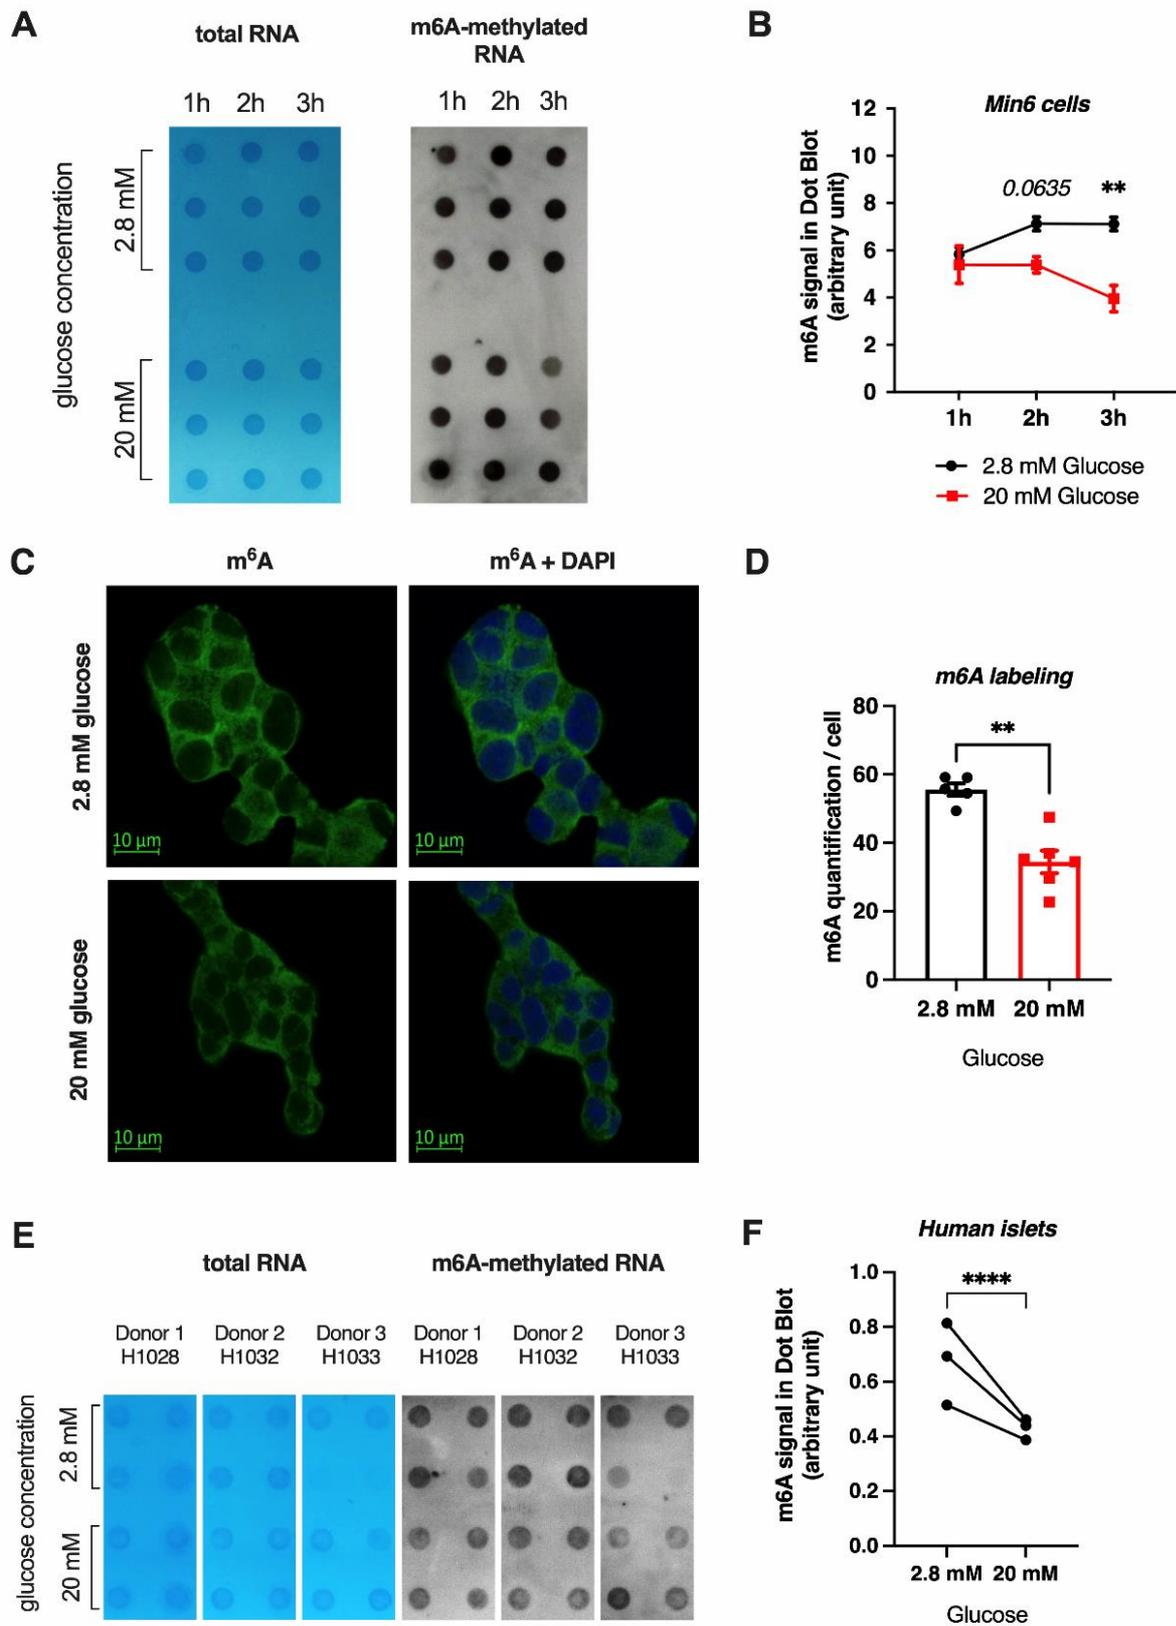 A
total RNA
m6A-methylated
RNA
1h 2h 3h
1h 2h 3h
glucose concentration
2.8 mM
20 mM
B
Min6 cells
m6A signal in Dot Blot
(arbitrary unit)
12
10
8
6
4
2
0
0.0635
**
1h 2h 3h
2.8 mM Glucose
20 mM Glucose
C
m⁶A
m⁶A + DAPI
2.8 mM glucose
10 µm
10 µm
20 mM glucose
10 µm
10 µm
D
m6A labeling
m6A quantification / cell
80
60
40
20
0
**
2.8 mM 20 mM
Glucose
E
total RNA
m6A-methylated RNA
Donor 1
H1028
Donor 2
H1032
Donor 3
H1033
Donor 1
H1028
Donor 2
H1032
Donor 3
H1033
glucose concentration
2.8 mM
20 mM
F
Human islets
m6A signal in Dot Blot
(arbitrary unit)
1.0
0.8
0.6
0.4
0.2
0.0
****
2.8 mM 20 mM
Glucose